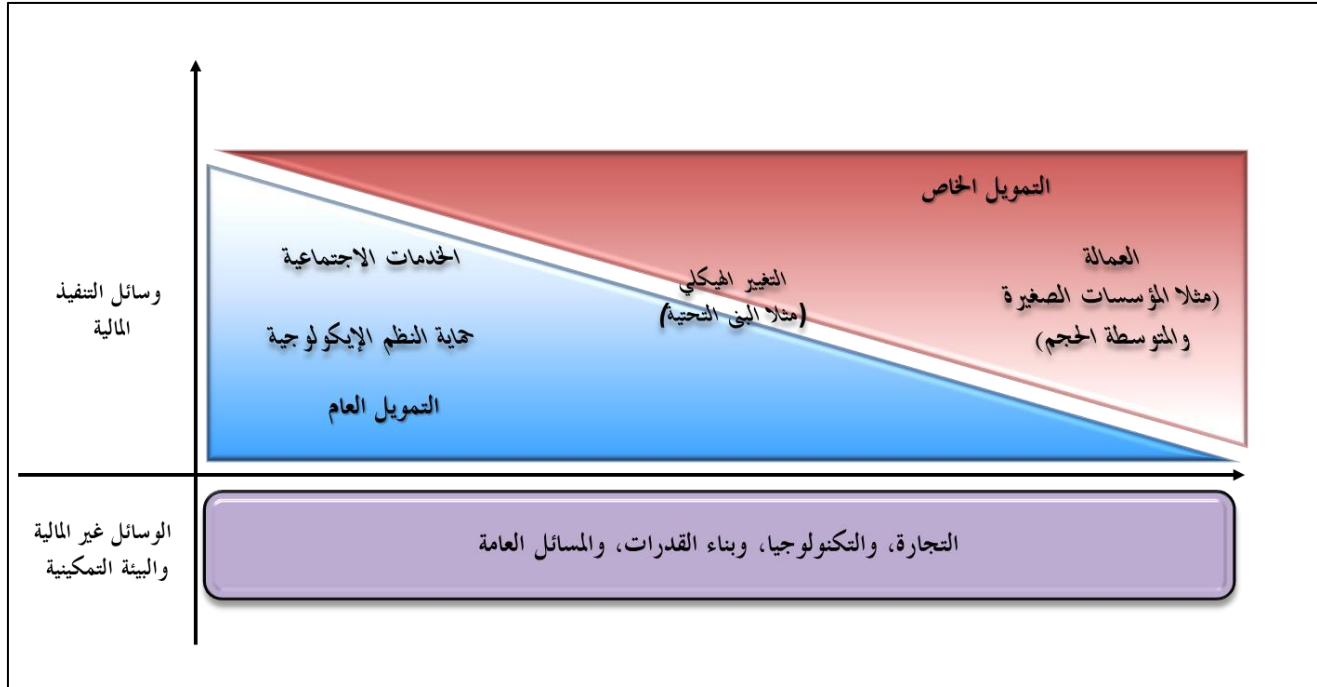 التمويل الخاص
العمالة
(مثلا المؤسسات الصغيرة
والمتوسطة الحجم)
التغيير الهيكلي
(مثلا البنى التحتية)
الخدمات الاجتماعية
حماية النظم الإيكولوجية
التمويل العام
وسائل التنفيذ
المالية
التجارة، والتكنولوجيا، وبناء القدرات، والمسائل العامة
الوسائل غير المالية
والبيئة التمكينية